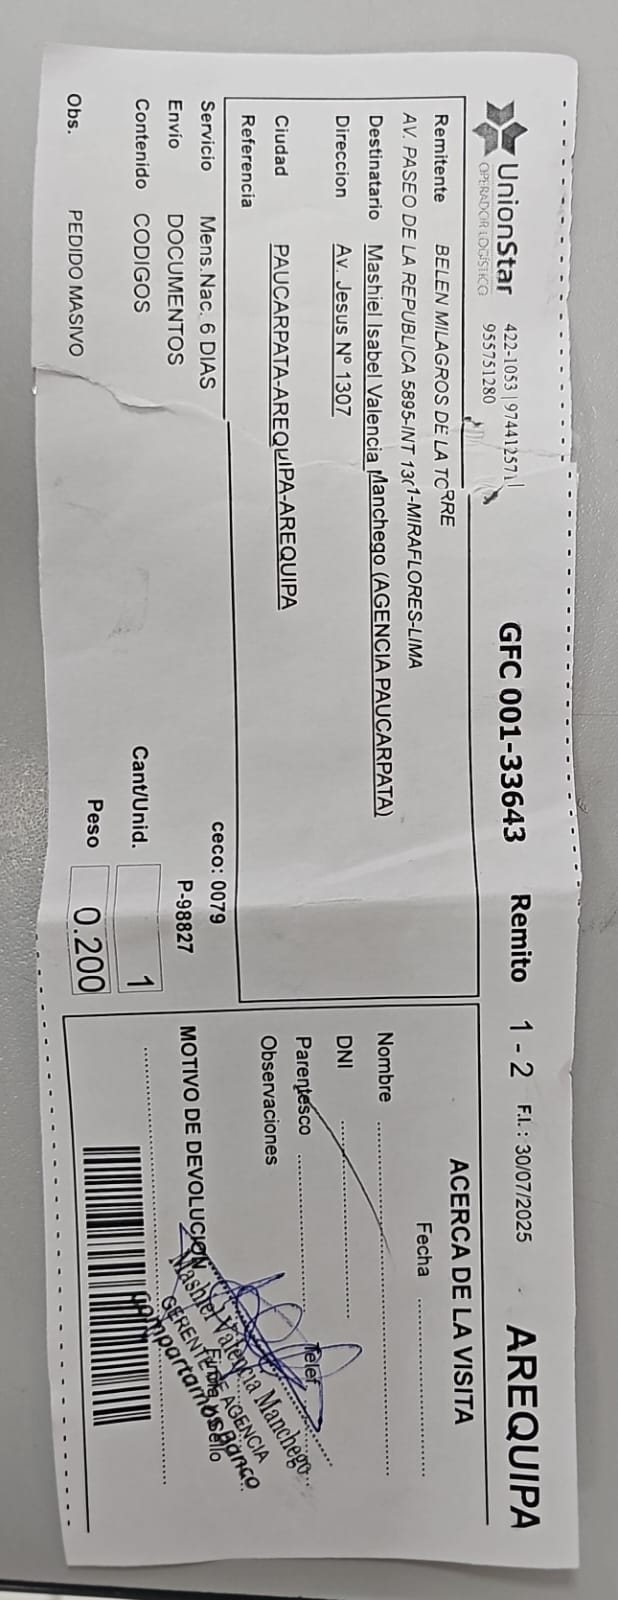 UnionStar
OPERADOR LOGÍSTICO
422-1053 | 974412571
955751280
GFC 001-33643 Remito 1 - 2 F.I.: 30/07/2025 AREQUIPA
Remitente BELEN MILAGROS DE LA TORRE
AV. PASEO DE LA REPUBLICA 5895-INT 1301-MIRAFLORES-LIMA
Destinatario Mashiel Isabel Valencia Manchego (AGENCIA PAUCARPATA)
Direccion Av. Jesus Nº 1307
Ciudad PAUCARPATA-AREQUIPA-AREQUIPA
Referencia
Servicio Mens.Nac. 6 DIAS
ceco: 0079
Envío DOCUMENTOS
P-98827
Contenido CODIGOS
Cant/Unid. 1
Obs. PEDIDO MASIVO
Peso 0.200
ACERCA DE LA VISITA
Fecha
Nombre
DNI
Telef
Parentesco
Observaciones
MOTIVO DE DEVOLUCION
Mashiel Valencia Manchego
GERENTE DE AGENCIA
Compartamos Banco